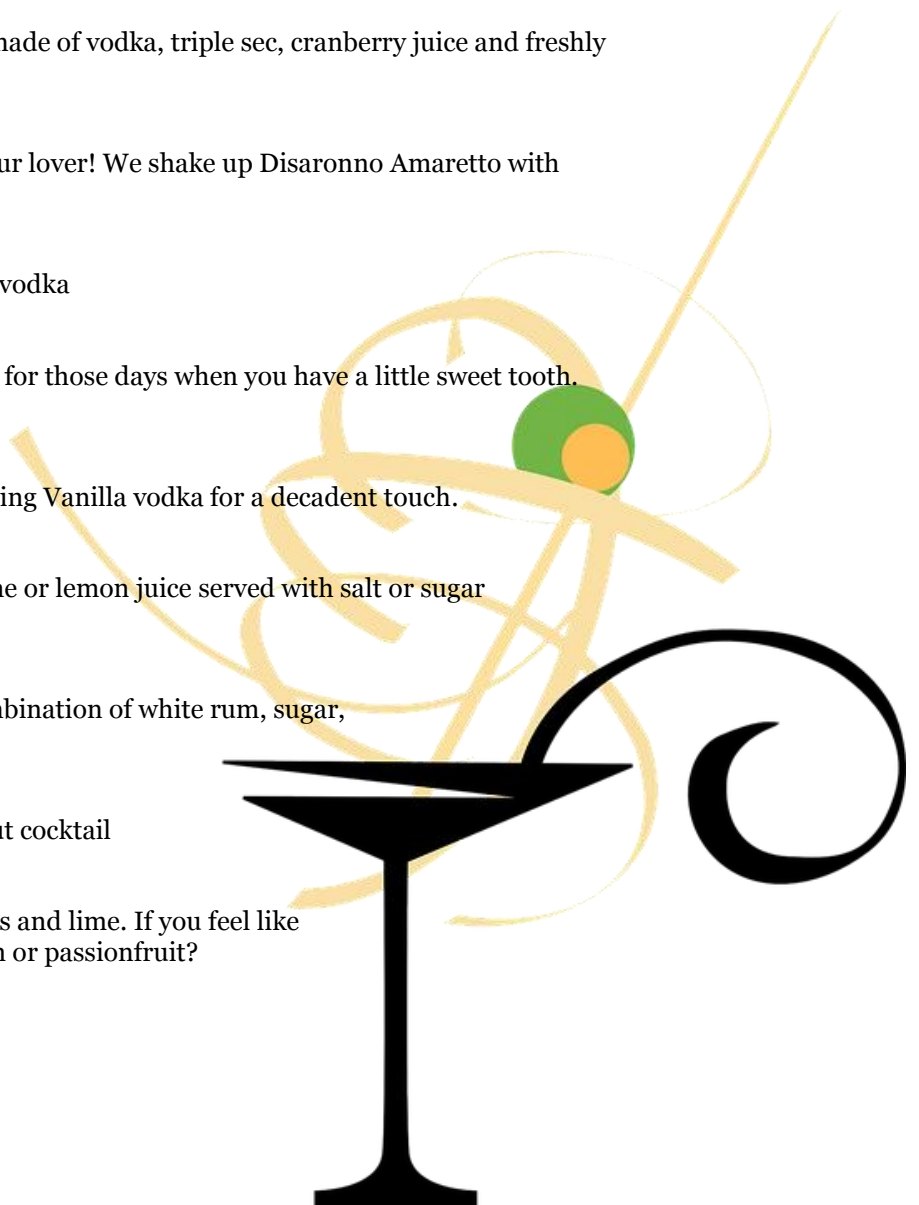 made of vodka, triple sec, cranberry juice and freshly
ur lover! We shake up Disaronno Amaretto with
vodka
for those days when you have a little sweet tooth.
ing Vanilla vodka for a decadent touch.
ne or lemon juice served with salt or sugar
mbination of white rum, sugar,
ut cocktail
s and lime. If you feel like
n or passionfruit?